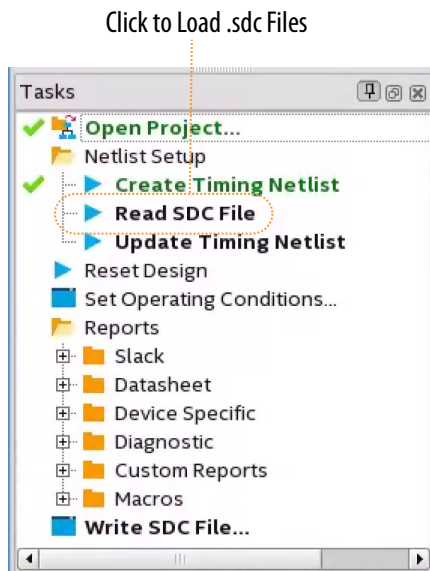 Click to Load .sdc Files
Tasks
Open Project...
Netlist Setup
Create Timing Netlist
Read SDC File
Update Timing Netlist
Reset Design
Set Operating Conditions...
Reports
Slack
Datasheet
Device Specific
Diagnostic
Custom Reports
Macros
Write SDC File...